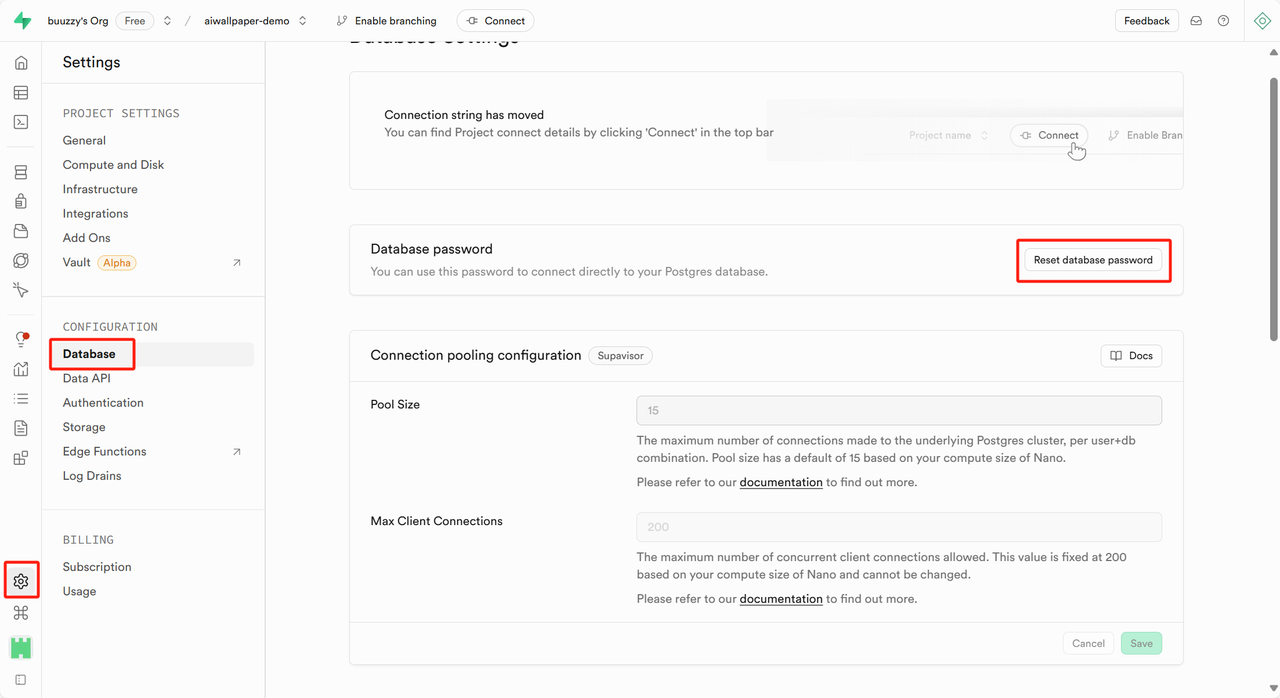 buuzzy's Org Free / aiwallpaper-demo Enable branching Connect Feedback
Settings
PROJECT SETTINGS
General
Compute and Disk
Infrastructure
Integrations
Add Ons
Vault Alpha
CONFIGURATION
Database
Data API
Authentication
Storage
Edge Functions
Log Drains
BILLING
Subscription
Usage
Database Settings
Connection string has moved
You can find Project connect details by clicking 'Connect' in the top bar
Project name Connect Enable Bran
Database password
You can use this password to connect directly to your Postgres database.
Reset database password
Connection pooling configuration Supavisor Docs
Pool Size
15
The maximum number of connections made to the underlying Postgres cluster, per user+db
combination. Pool size has a default of 15 based on your compute size of Nano.
Please refer to our documentation to find out more.
Max Client Connections
200
The maximum number of concurrent client connections allowed. This value is fixed at 200
based on your compute size of Nano and cannot be changed.
Please refer to our documentation to find out more.
Cancel Save